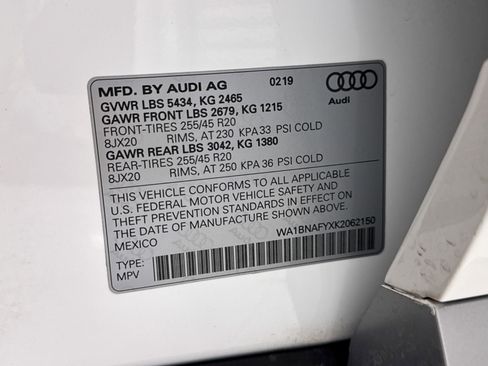 MFD. BY AUDI AG 0219
GVWR LBS 5434, KG 2465
GAWR FRONT LBS 2679, KG 1215
FRONT-TIRES 255/45 R20
8JX20 RIMS, AT 230 KPA 33 PSI COLD
GAWR REAR LBS 3042, KG 1380
REAR-TIRES 255/45 R20
8JX20 RIMS, AT 250 KPA 36 PSI COLD
Audi
THIS VEHICLE CONFORMS TO ALL APPLICABLE
U.S. FEDERAL MOTOR VEHICLE SAFETY AND
THEFT PREVENTION STANDARDS IN EFFECT ON
THE DATE OF MANUFACTURE SHOWN ABOVE.
MEXICO WA1BNAFYXK2062150
TYPE:
MPV